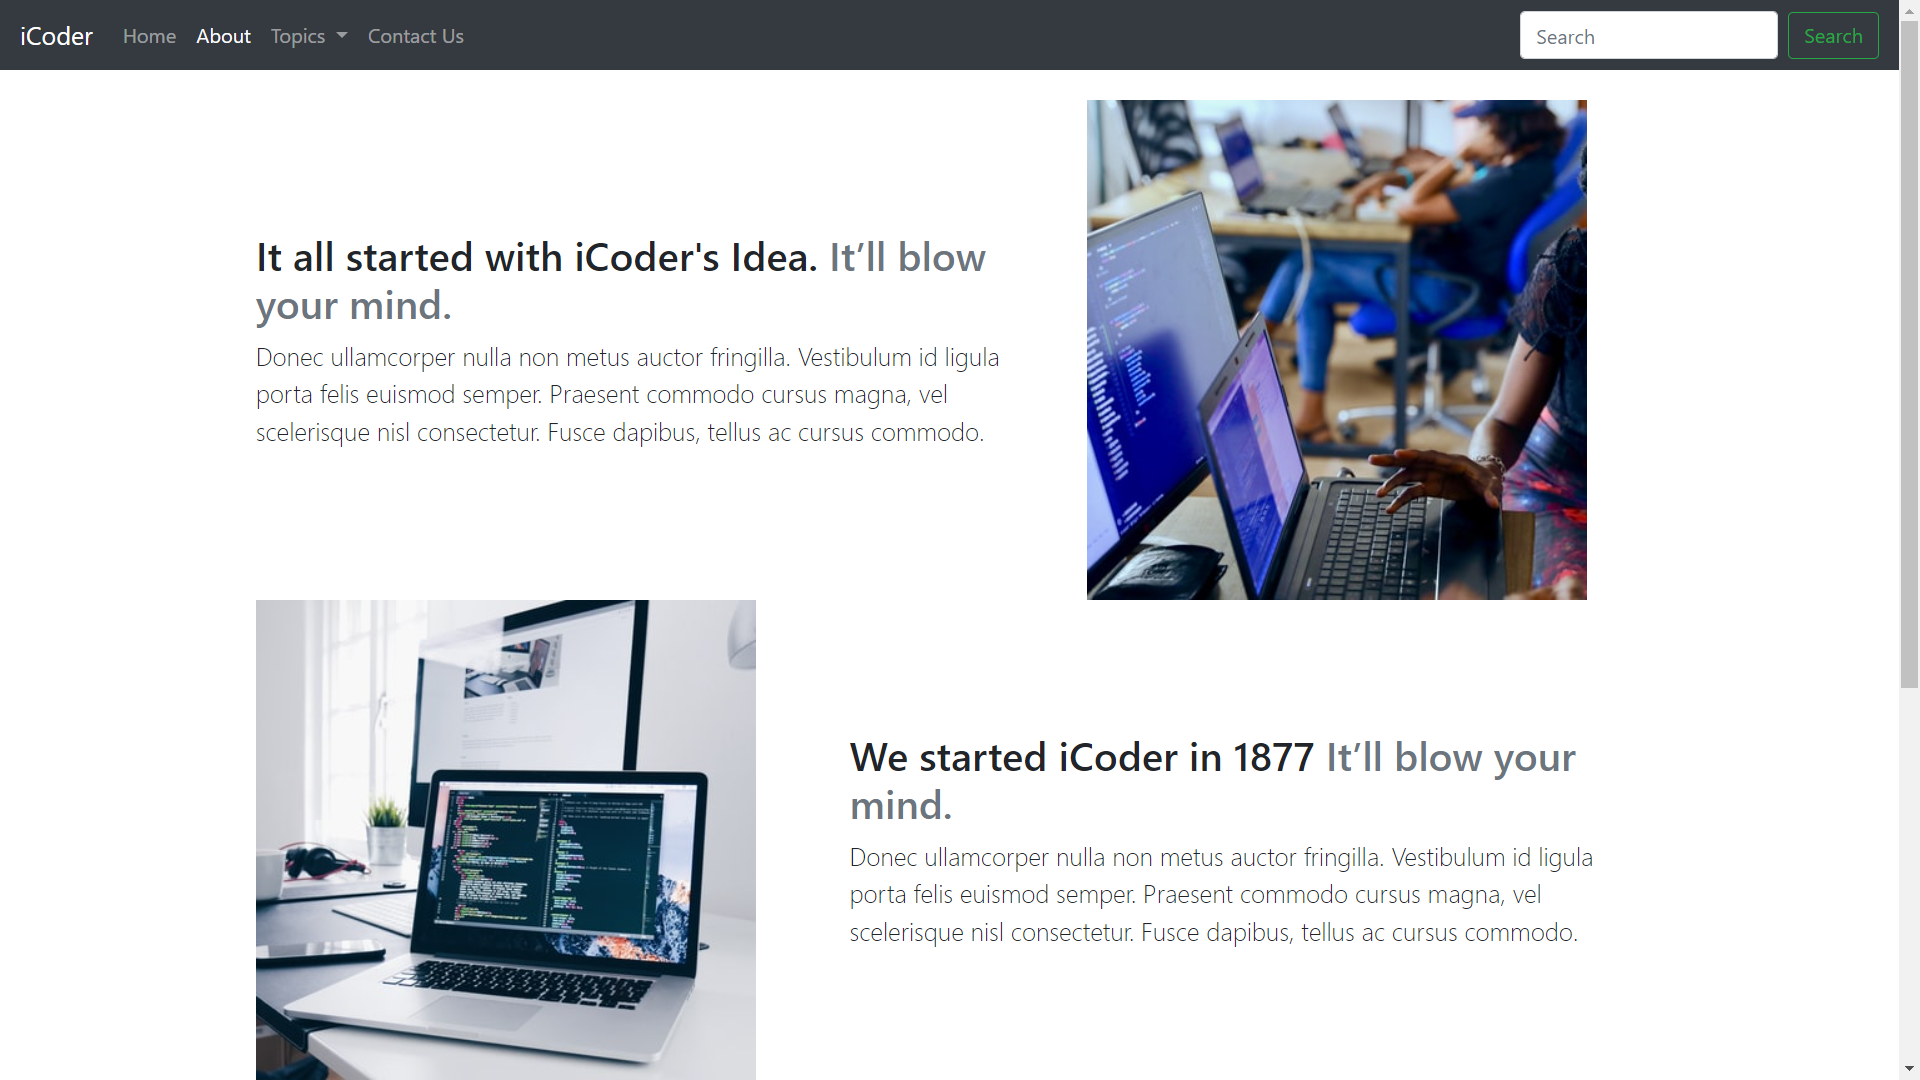 iCoder Home About Topics Contact Us Search Search
It all started with iCoder's Idea. It’ll blow
your mind.
Donec ullamcorper nulla non metus auctor fringilla. Vestibulum id ligula
porta felis euismod semper. Praesent commodo cursus magna, vel
scelerisque nisl consectetur. Fusce dapibus, tellus ac cursus commodo.
We started iCoder in 1877 It’ll blow your
mind.
Donec ullamcorper nulla non metus auctor fringilla. Vestibulum id ligula
porta felis euismod semper. Praesent commodo cursus magna, vel
scelerisque nisl consectetur. Fusce dapibus, tellus ac cursus commodo.